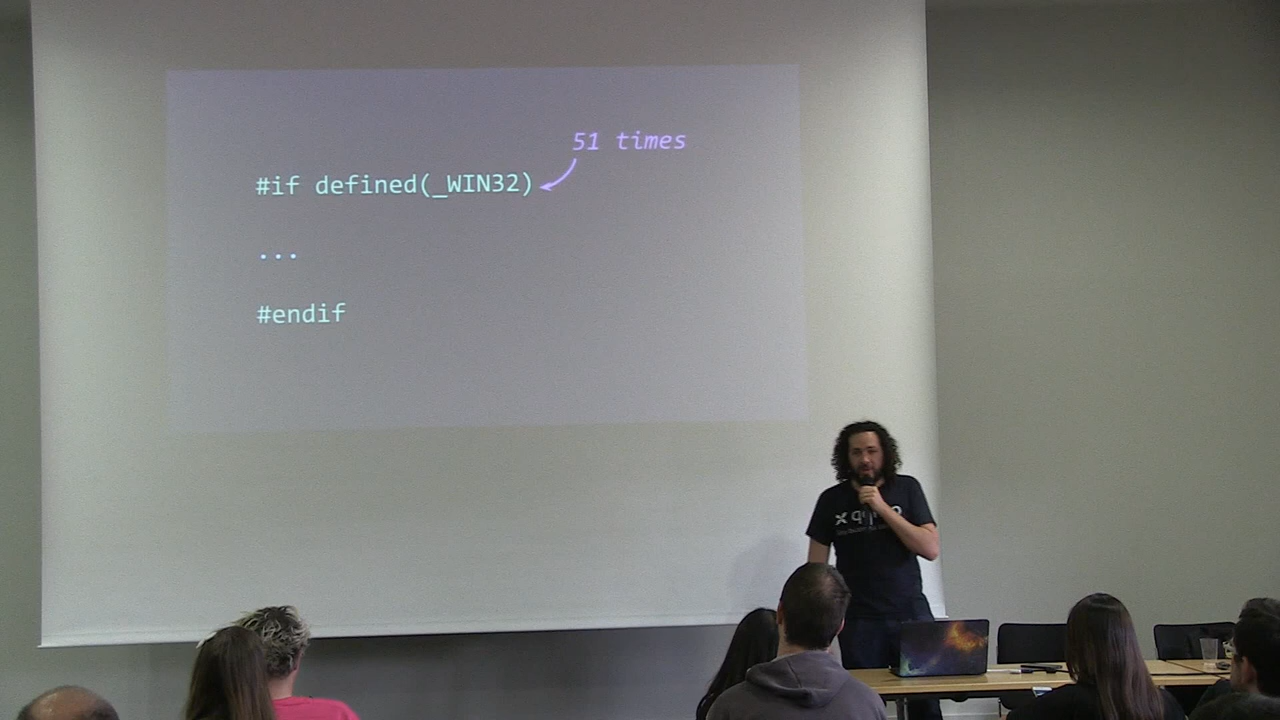 51 times
#if defined(_WIN32)
...
#endif